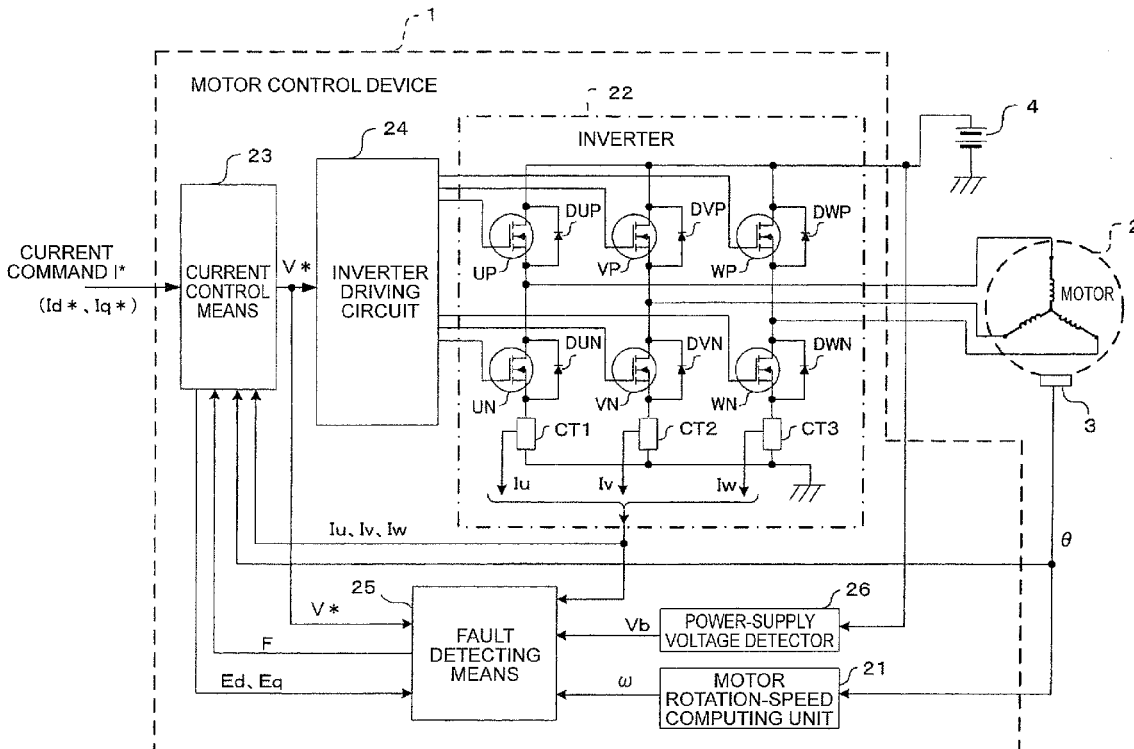 1
MOTOR CONTROL DEVICE
22
4
24
INVERTER
23
2
DUP
DVP
DWP
CURRENT
COMMAND I*
(Id*、Iq*)
CURRENT
CONTROL
MEANS
V*
INVERTER
DRIVING
CIRCUIT
UP
VP
WP
MOTOR
DUN
DVN
DWN
UN
VN
WN
3
CT1
CT2
CT3
Iu
Iv
Iw
Iu、Iv、Iw
θ
25
26
V*
FAULT
DETECTING
MEANS
Vb
POWER-SUPPLY
VOLTAGE DETECTOR
F
21
Ed、Eq
ω
MOTOR
ROTATION-SPEED
COMPUTING UNIT